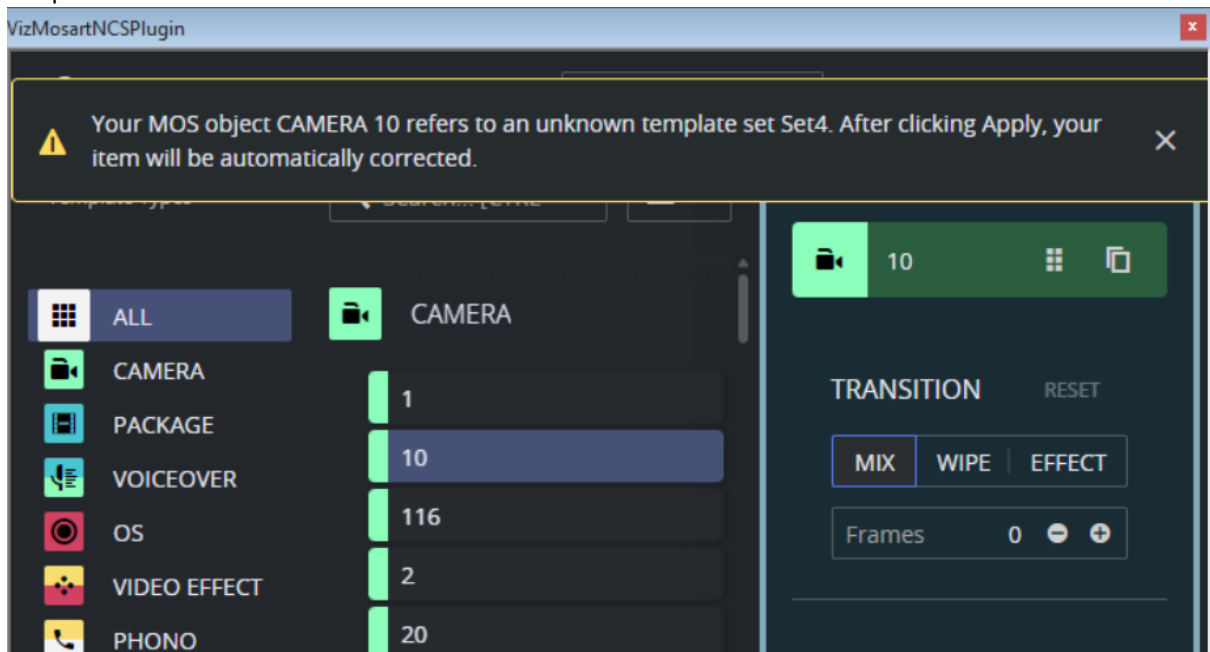 VizMosartNCSPlugin
x
Your MOS object CAMERA 10 refers to an unknown template set Set4. After clicking Apply, your
item will be automatically corrected.
ALL
CAMERA
PACKAGE
VOICEOVER
OS
VIDEO EFFECT
PHONO
CAMERA
1
10
116
2
20
10
TRANSITION RESET
MIX WIPE EFFECT
Frames 0